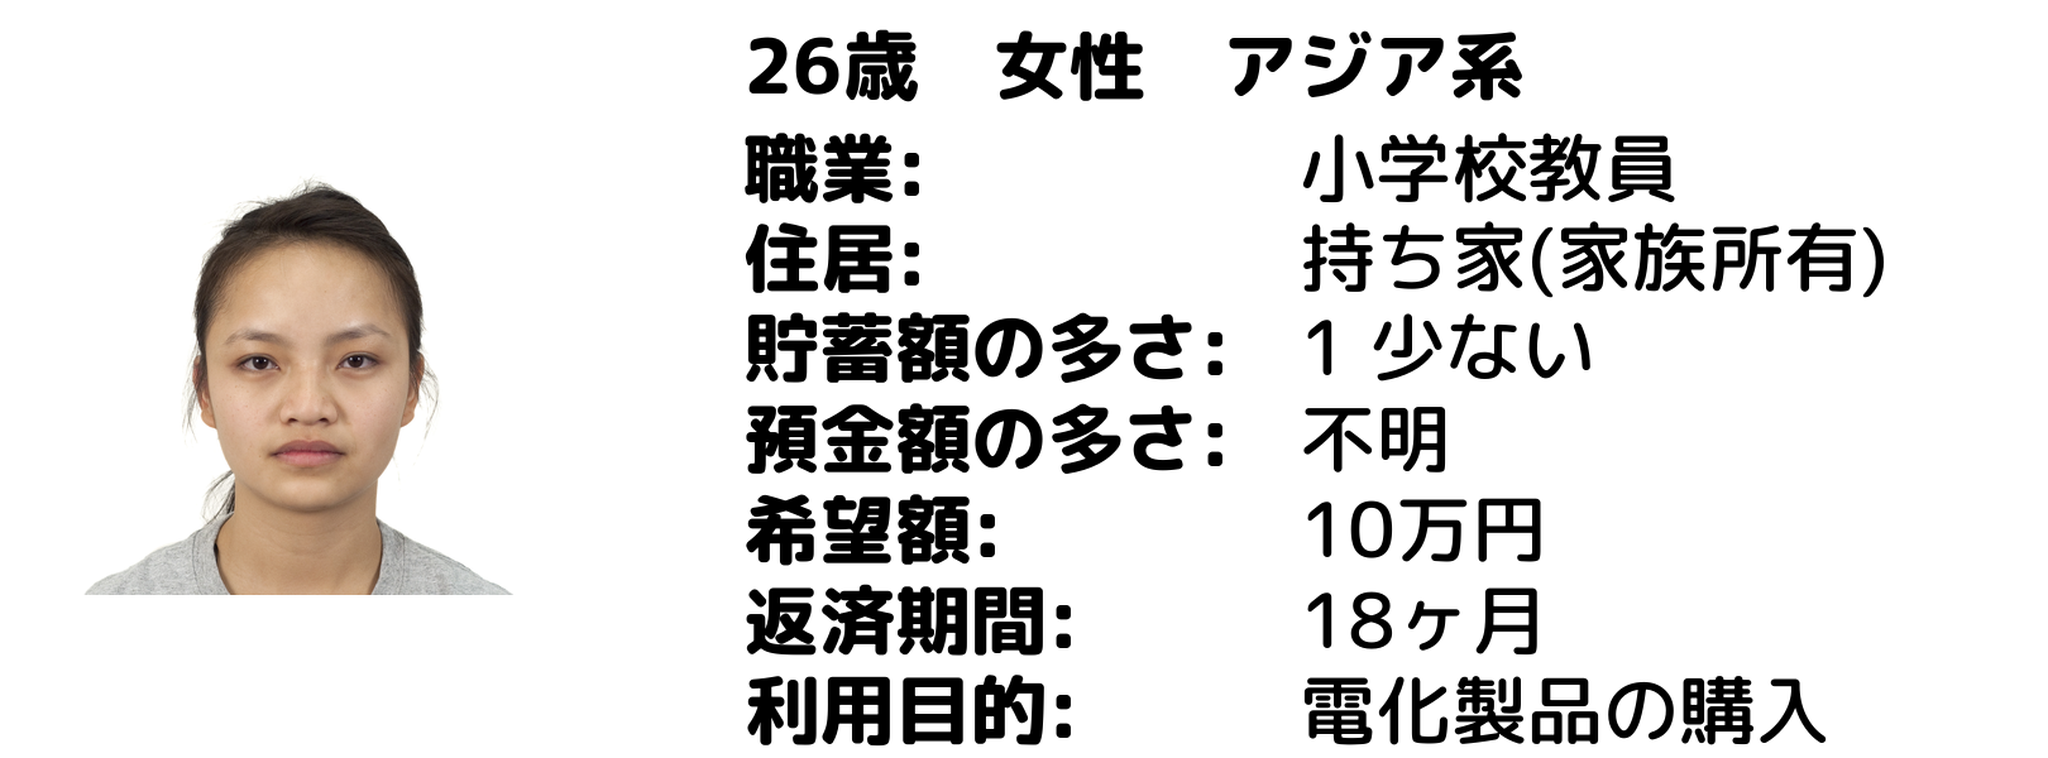 26歳　女性　アジア系
職業: 小学校教員
住居: 持ち家(家族所有)
貯蓄額の多さ: 1 少ない
預金額の多さ: 不明
希望額: 10万円
返済期間: 18ヶ月
利用目的: 電化製品の購入